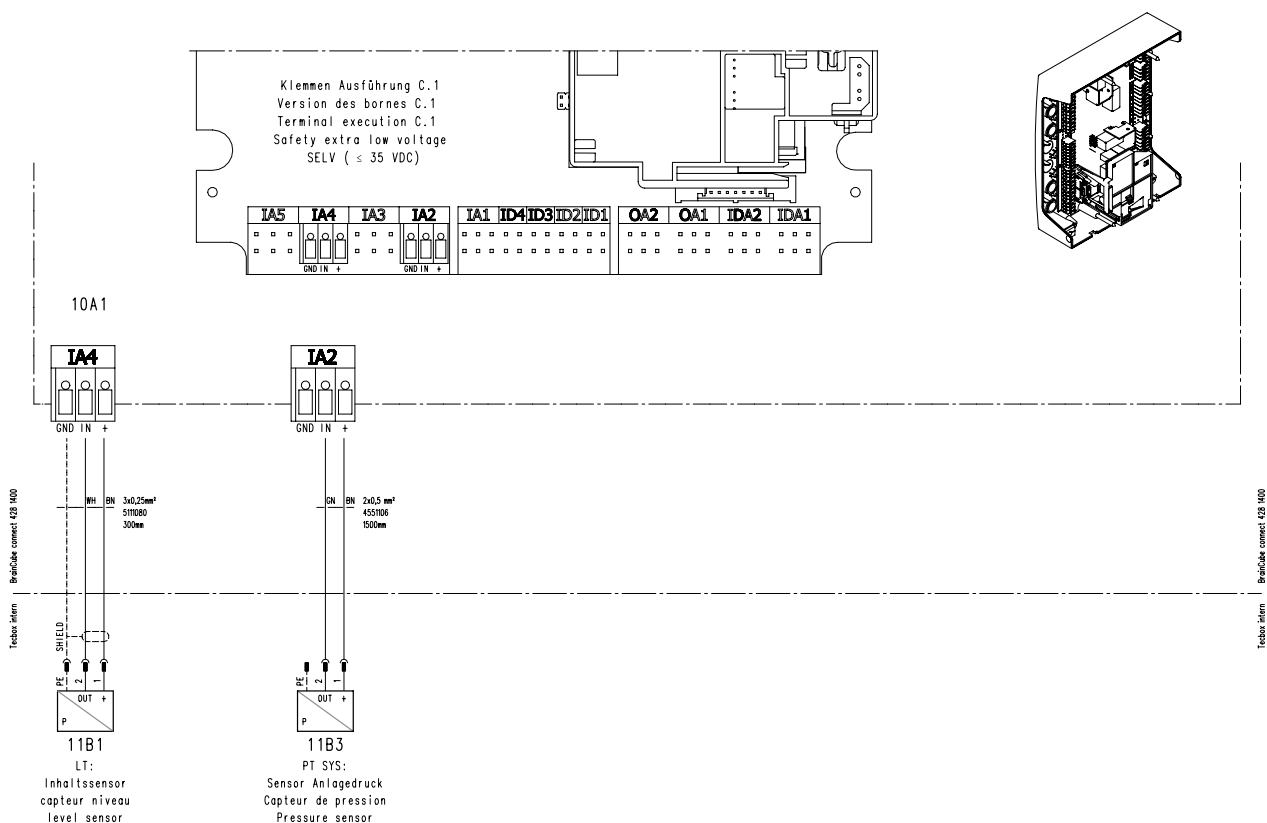 Klemmen Ausführung C.1
Version des bornes C.1
Terminal execution C.1
Safety extra low voltage
SELV ( ≤ 35 VDC)
IA5 IA4 IA3 IA2 IA1 ID4 ID3 ID2 ID1 OA2 OA1 IDA2 IDA1
GND IN + GND IN +
10A1
IA4 IA2
GND IN + GND IN +
WH BN 3x0,25mm²
5111080
300mm
GN BN 2x0,5 mm²
4551106
1500mm
BrainCube connect 428 1400
Tecbox intern
BrainCube connect 428 1400
Tecbox intern
SHIELD
PE 2 1
OUT +
P
11B1
LT:
Inhaltssensor
capteur niveau
level sensor
PE 2 1
OUT +
P
11B3
PT SYS:
Sensor Anlagedruck
Capteur de pression
Pressure sensor